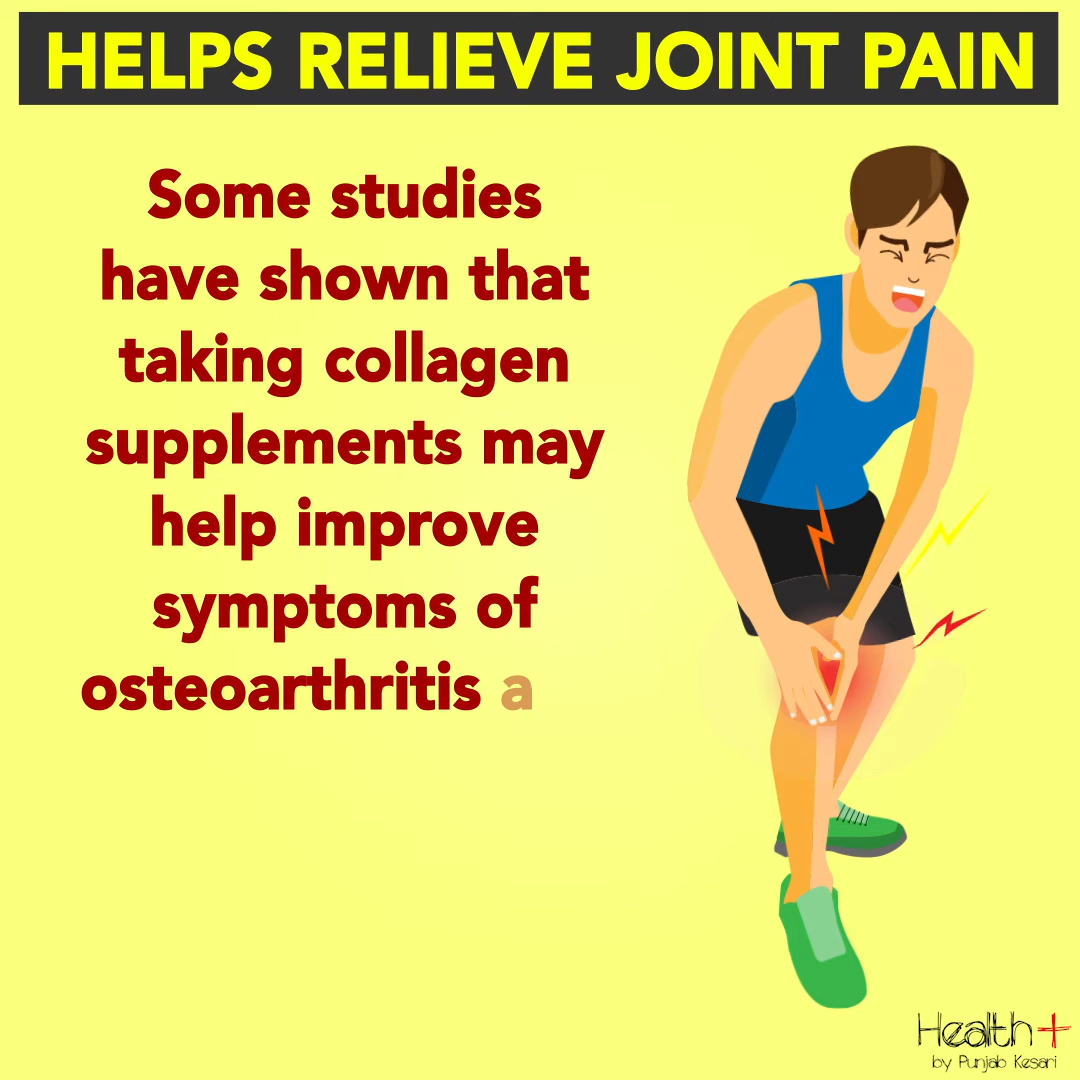 HELPS RELIEVE JOINT PAIN
Some studies
have shown that
taking collagen
supplements may
help improve
symptoms of
osteoarthritis a
Health+
by Punjab Kesari